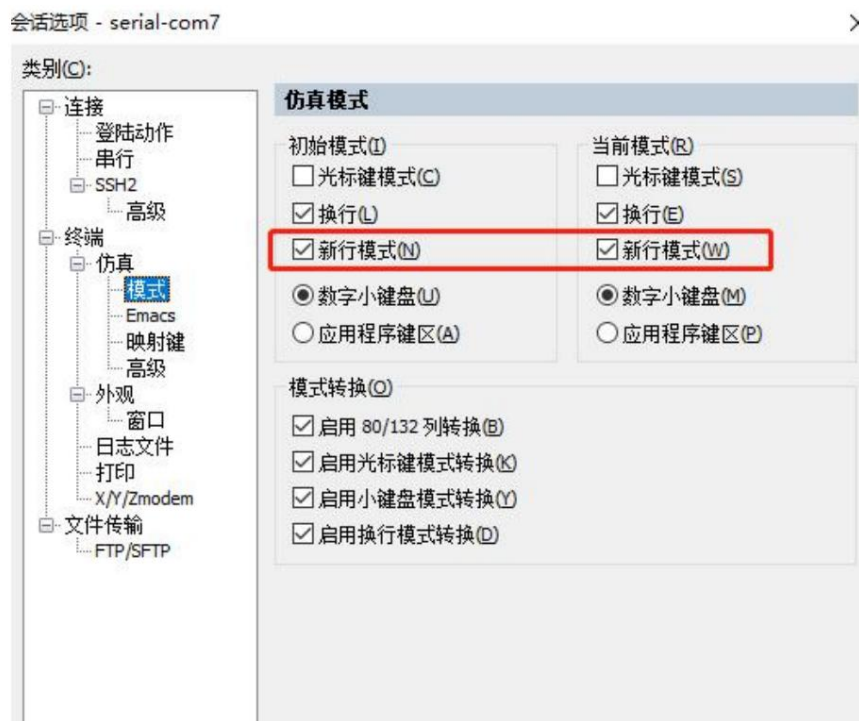 会话选项 - serial-com7
类别(C):
连接
登陆动作
串行
SSH2
高级
终端
仿真
模式
Emacs
映射键
高级
外观
窗口
日志文件
打印
X/Y/Zmodem
文件传输
FTP/SFTP
仿真模式
初始模式(I)
光标键模式(C)
换行(L)
新行模式(N)
数字小键盘(U)
应用程序键区(A)
当前模式(R)
光标键模式(S)
换行(E)
新行模式(W)
数字小键盘(M)
应用程序键区(P)
模式转换(O)
启用 80/132 列转换(B)
启用光标键模式转换(K)
启用小键盘模式转换(Y)
启用换行模式转换(D)